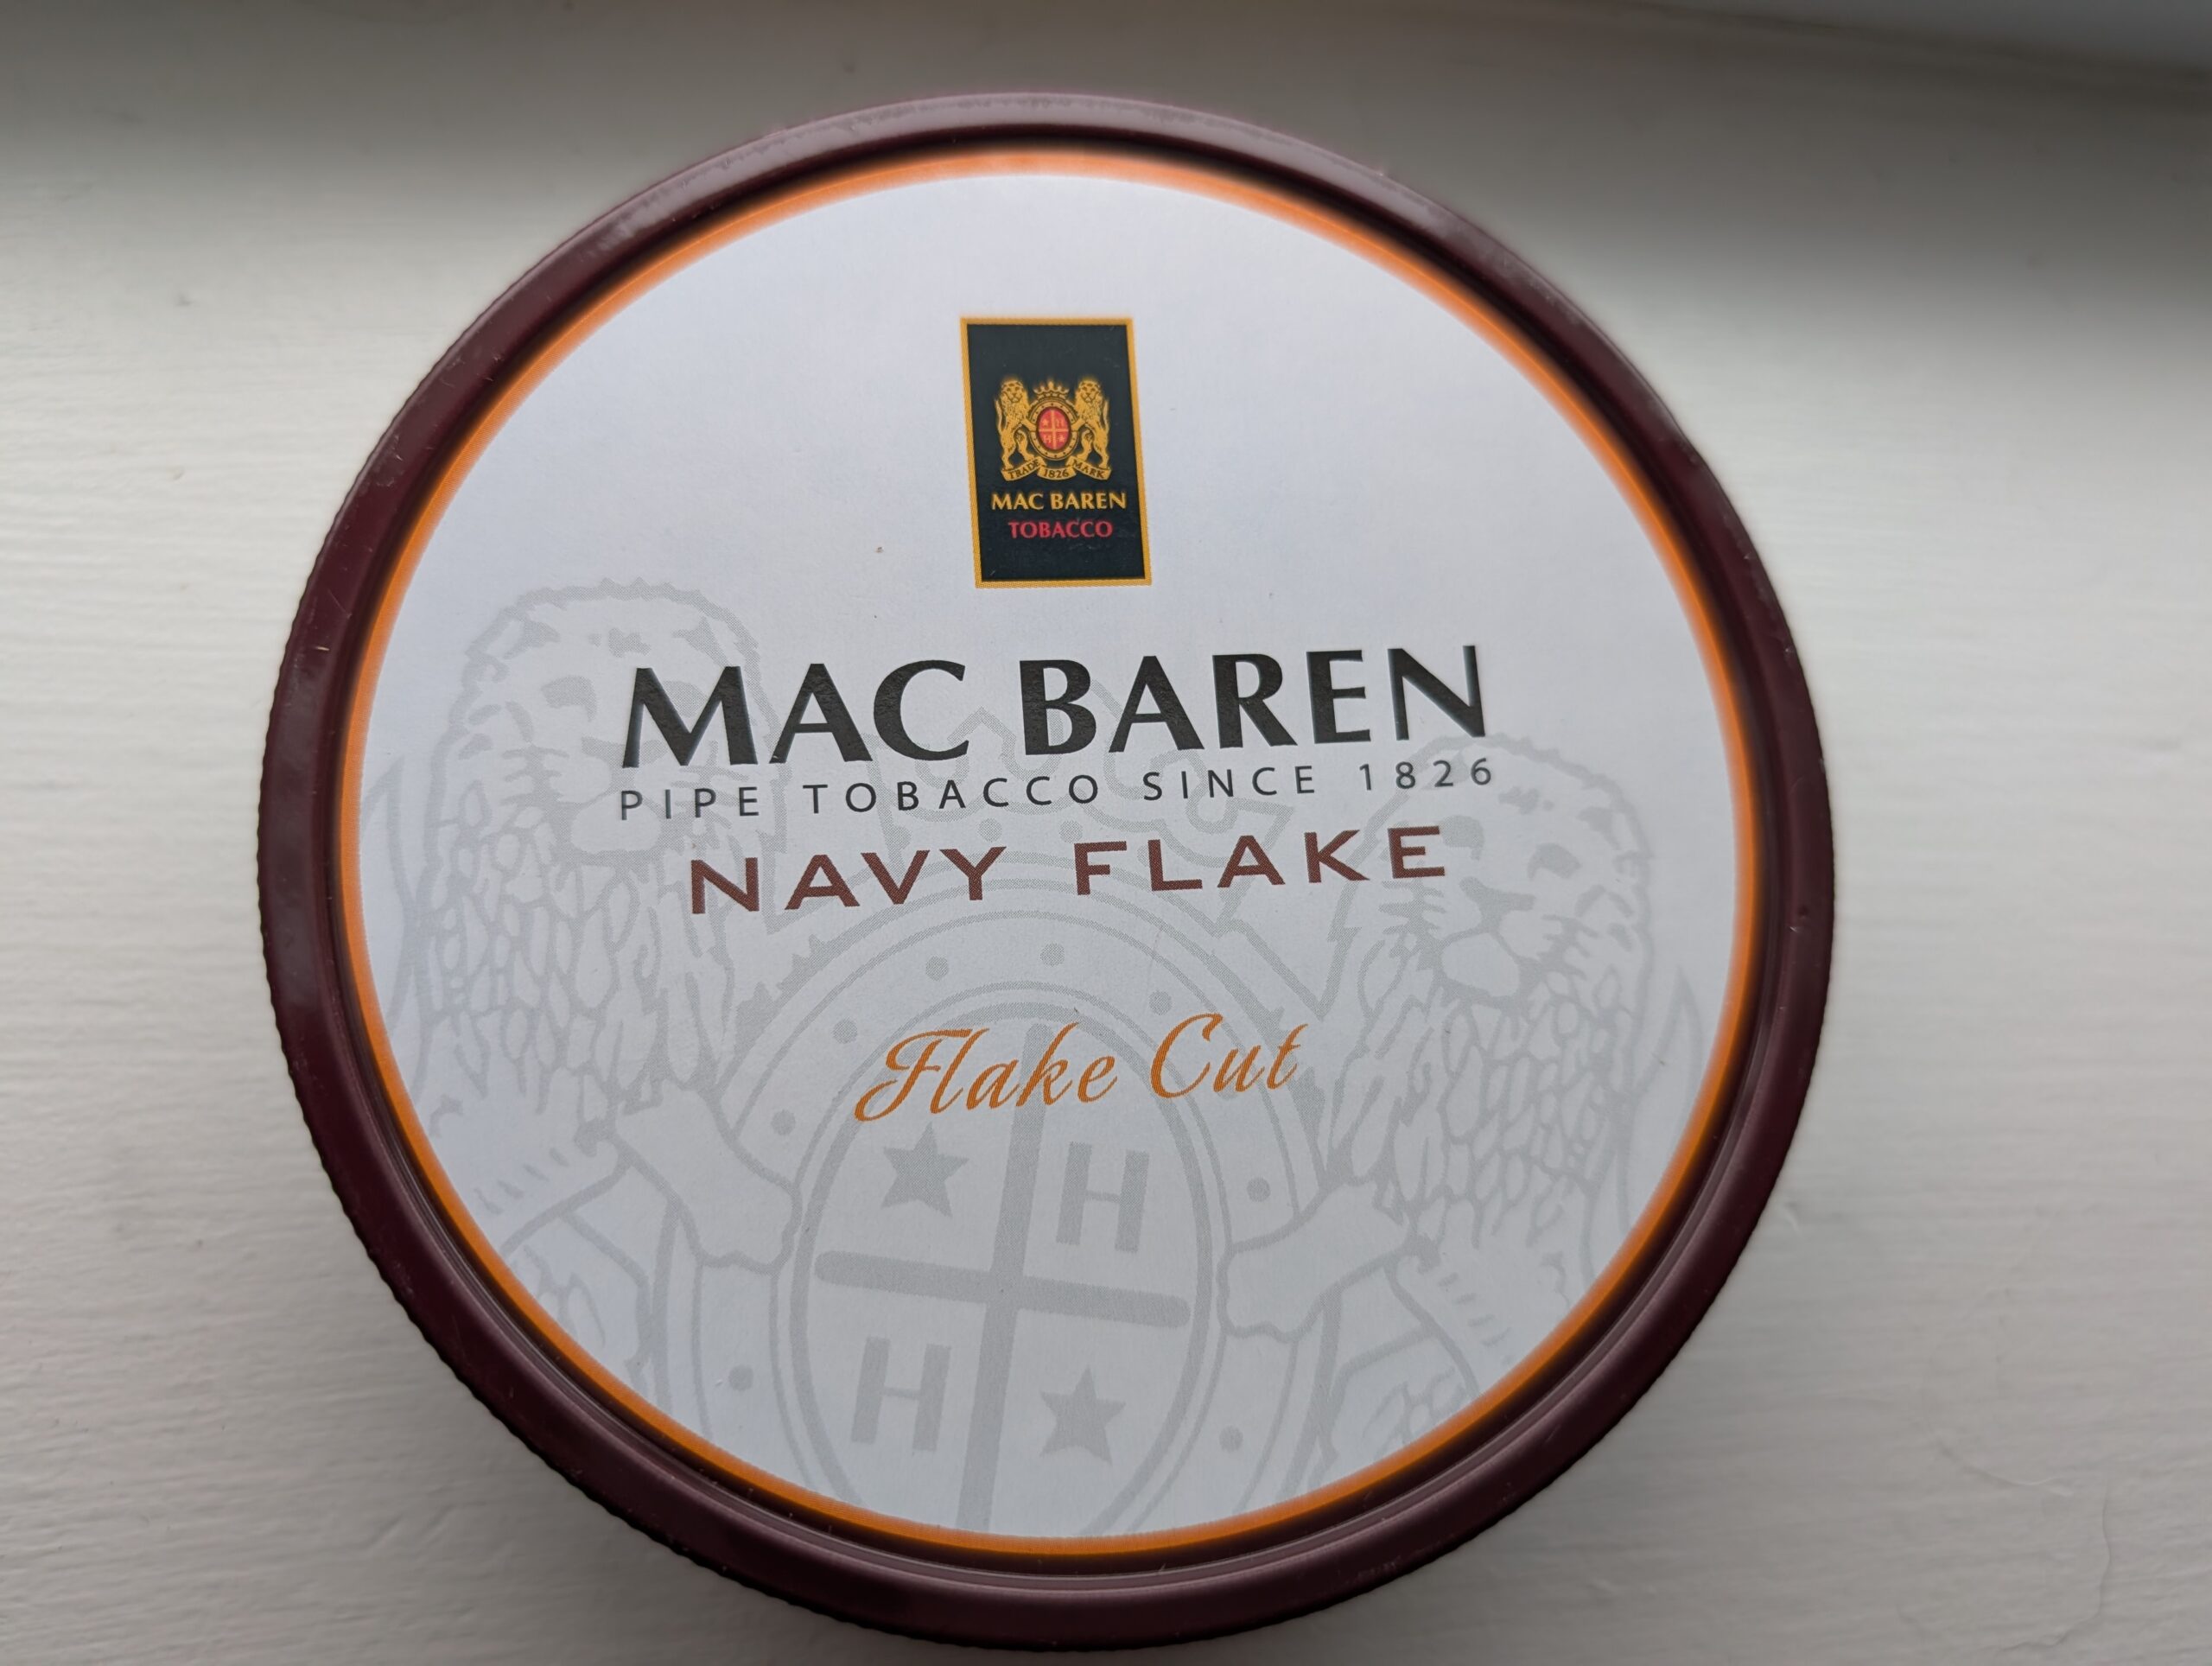 TRADE 1826 MARK
MAC BAREN
TOBACCO
MAC BAREN
PIPE TOBACCO SINCE 1826
NAVY FLAKE
Flake Cut
H
H